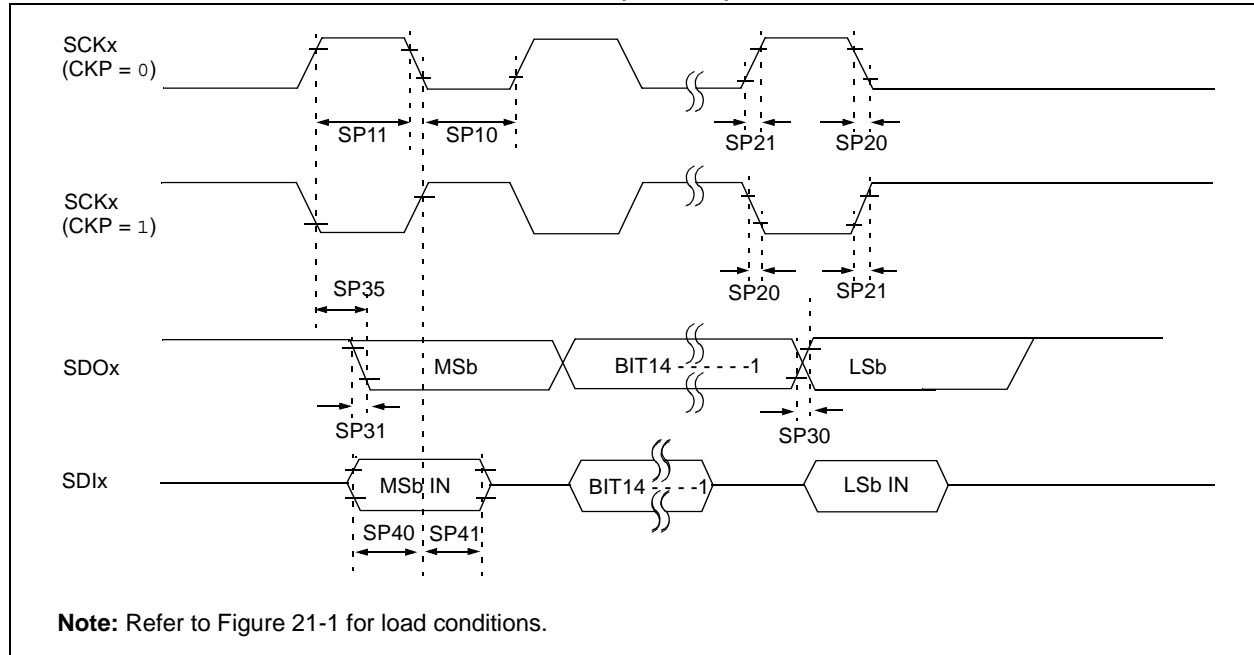 SCKx
(CKP = 0)
SP11
SP10
SP21
SP20
SCKx
(CKP = 1)
SP35
SP20
SP21
SDOx
MSb
BIT14 - - - - - - -1
LSb
SP31
SP30
SDIx
MSb IN
BIT14 - - - - -1
LSb IN
SP40
SP41
Note: Refer to Figure 21-1 for load conditions.